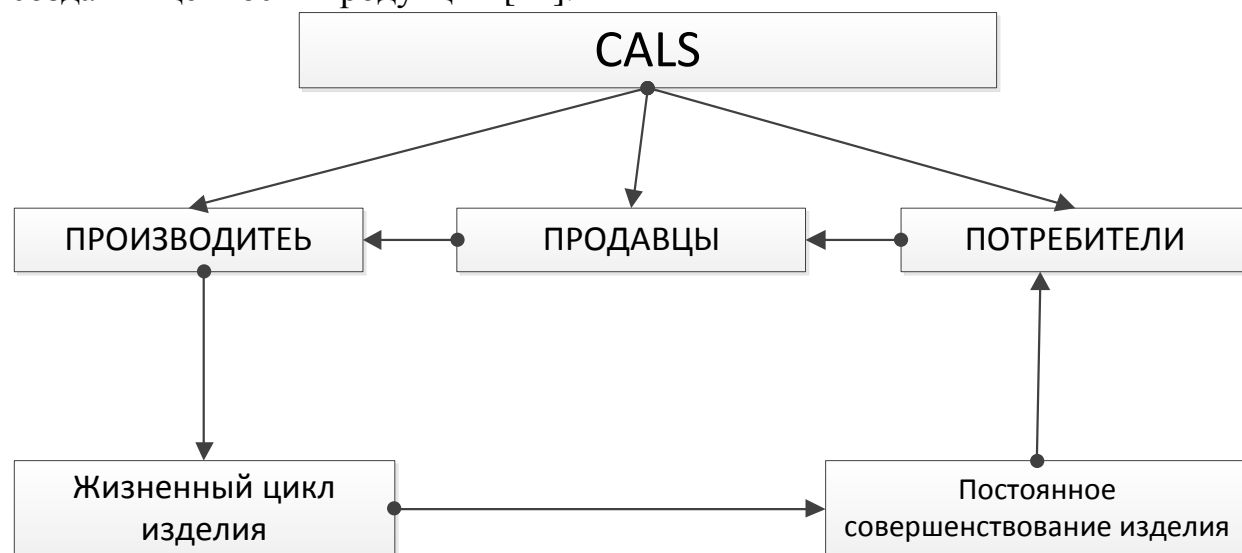 CALS
ПРОИЗВОДИТЕЬ
ПРОДАВЦЫ
ПОТРЕБИТЕЛИ
Жизненный цикл
изделия
Постоянное
совершенствование изделия